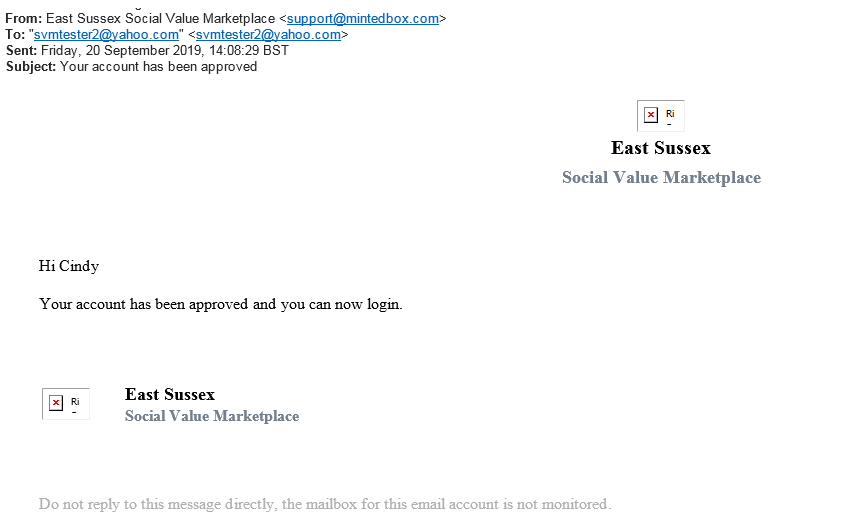 From: East Sussex Social Value Marketplace <support@mintedbox.com>
To: "svmtester2@yahoo.com" <svmtester2@yahoo.com>
Sent: Friday, 20 September 2019, 14:08:29 BST
Subject: Your account has been approved
Ri
East Sussex
Social Value Marketplace
Hi Cindy
Your account has been approved and you can now login.
Ri
East Sussex
Social Value Marketplace
Do not reply to this message directly, the mailbox for this email account is not monitored.